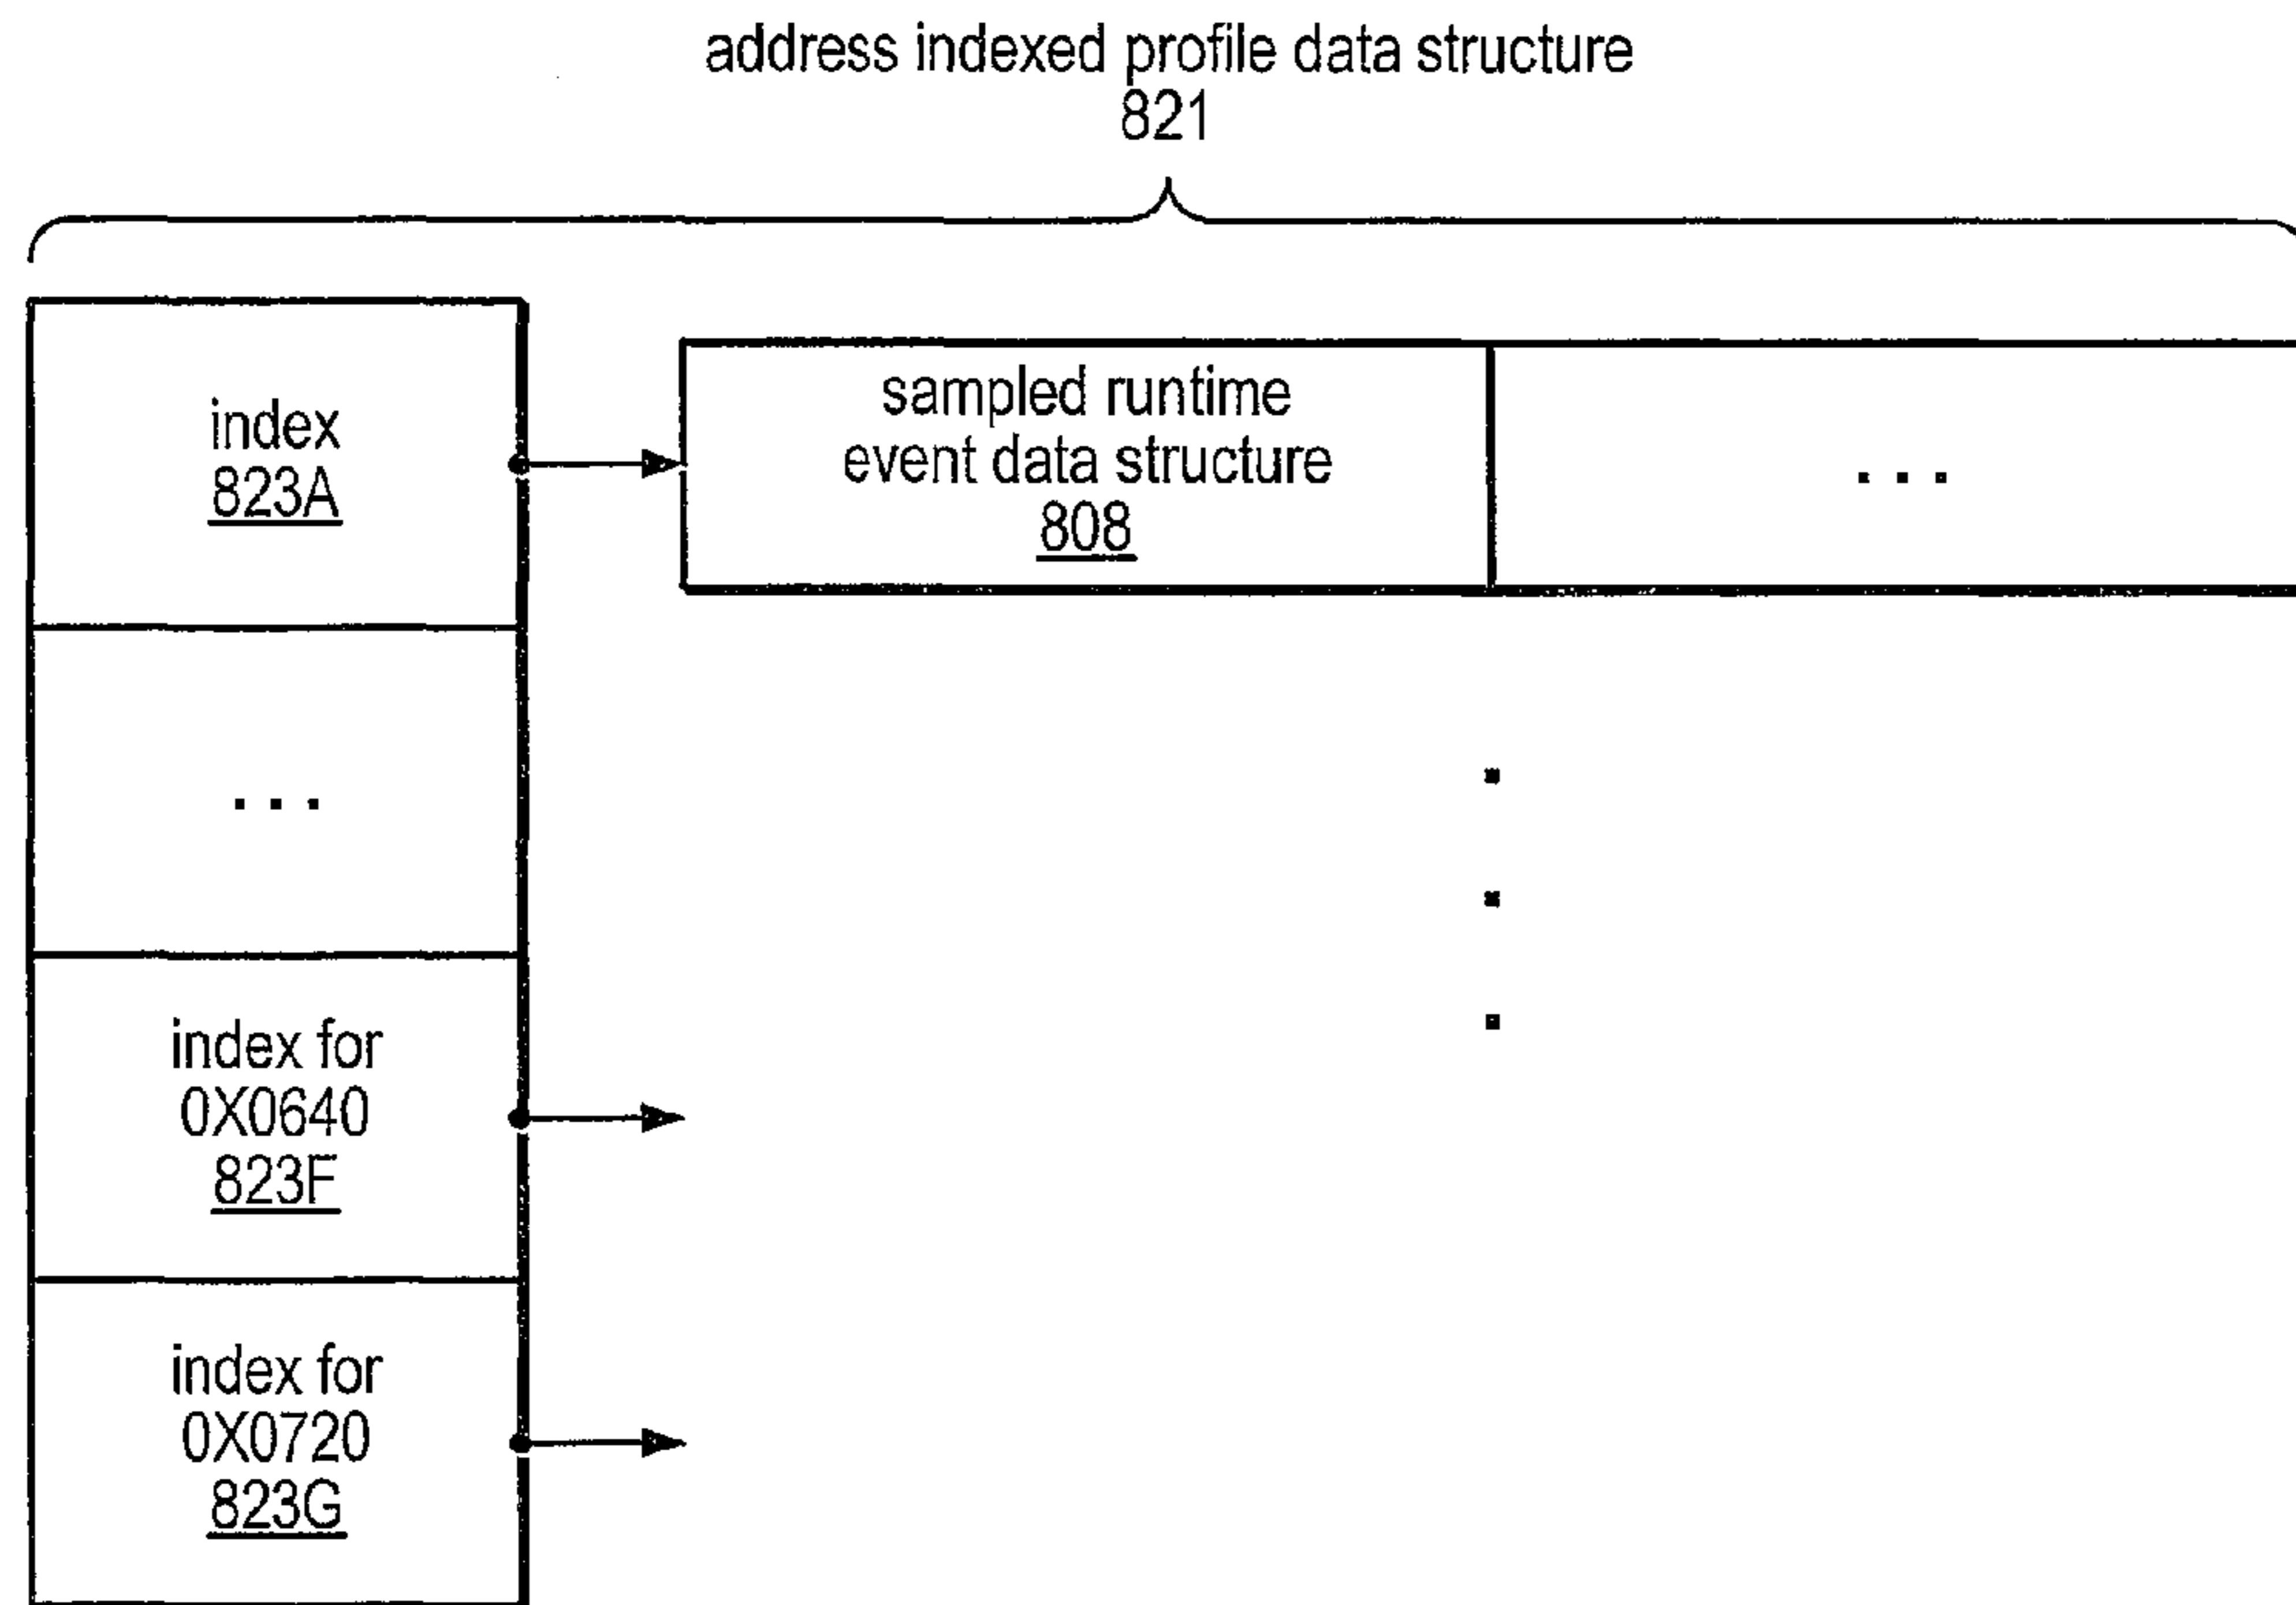 address indexed profile data structure
821
index
823A
sampled runtime
event data structure
808
. . .
. . .
index for
0X0640
823F
index for
0X0720
823G